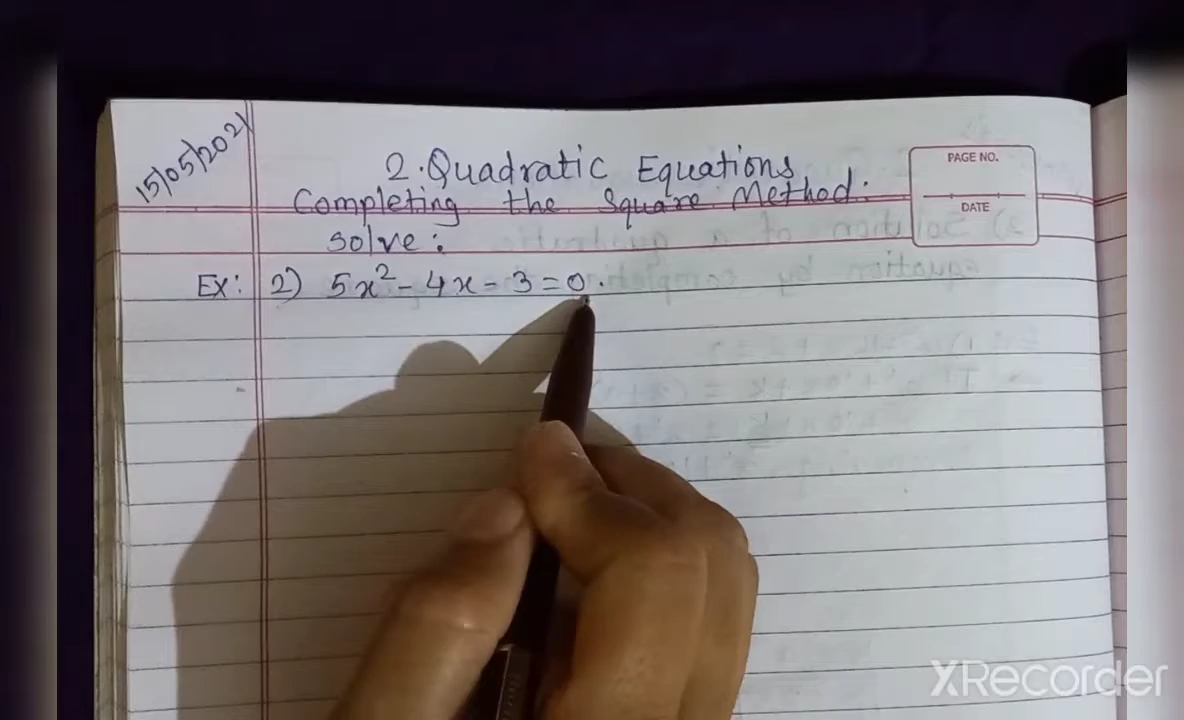 15/05/2021
2. Quadratic Equations
Completing the Square Method:
solve:
Ex: 2) 5x² - 4x - 3 = 0.
PAGE NO.
DATE
XRecorder